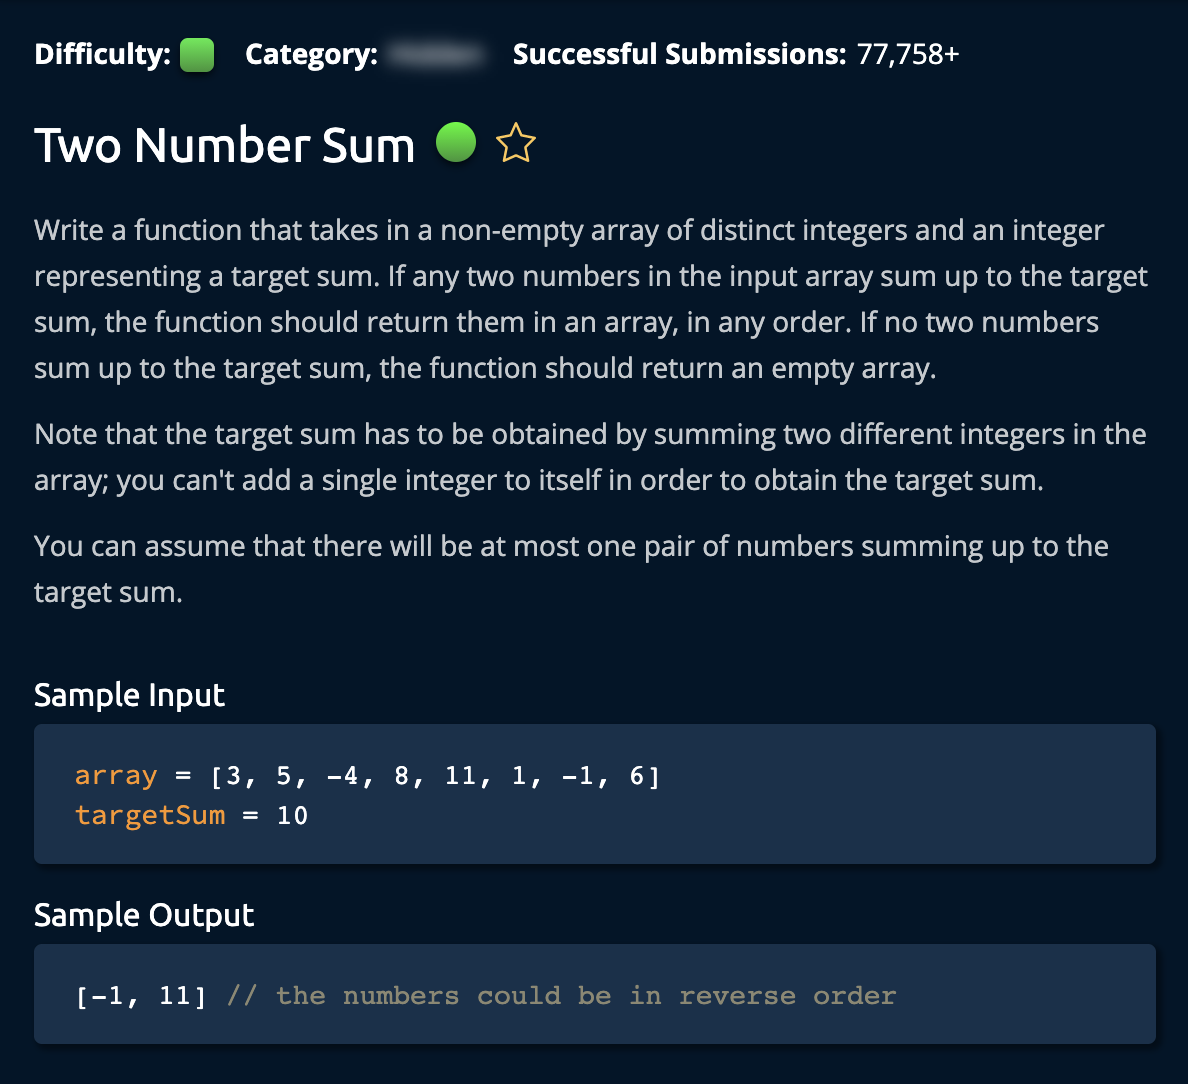 Difficulty: Category: Successful Submissions: 77,758+
Two Number Sum
Write a function that takes in a non-empty array of distinct integers and an integer
representing a target sum. If any two numbers in the input array sum up to the target
sum, the function should return them in an array, in any order. If no two numbers
sum up to the target sum, the function should return an empty array.
Note that the target sum has to be obtained by summing two different integers in the
array; you can't add a single integer to itself in order to obtain the target sum.
You can assume that there will be at most one pair of numbers summing up to the
target sum.
Sample Input
array = [3, 5, -4, 8, 11, 1, -1, 6]
targetSum = 10
Sample Output
[-1, 11] // the numbers could be in reverse order